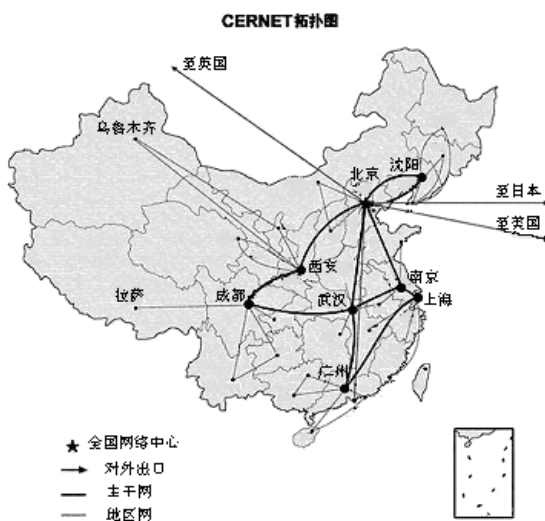 CERNET拓扑图
至英国
乌鲁木齐
北京
沈阳
至日本
至英国
西安
南京
拉萨
成都
武汉
上海
广州
全国网络中心
对外出口
主干网
地区网